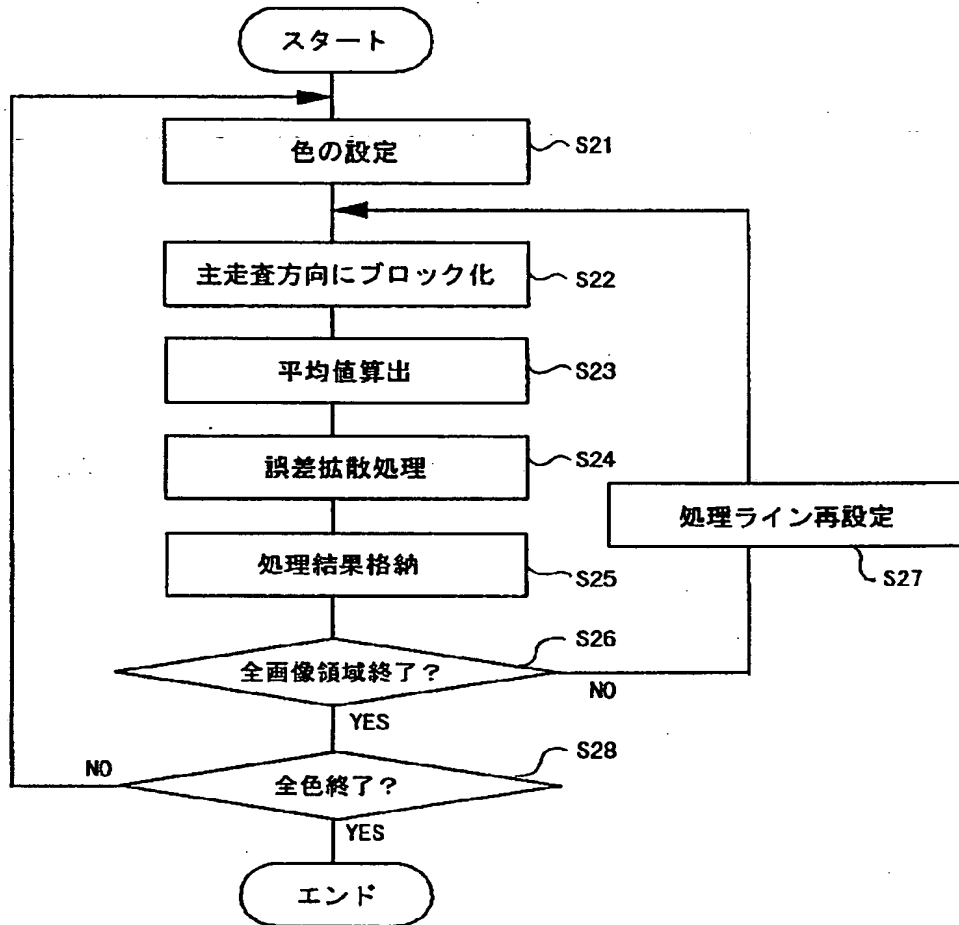 スタート
色の設定
S21
主走査方向にブロック化
S22
平均値算出
S23
誤差拡散処理
S24
処理ライン再設定
S27
処理結果格納
S25
全画像領域終了?
S26
NO
YES
全色終了?
S28
NO
YES
エンド